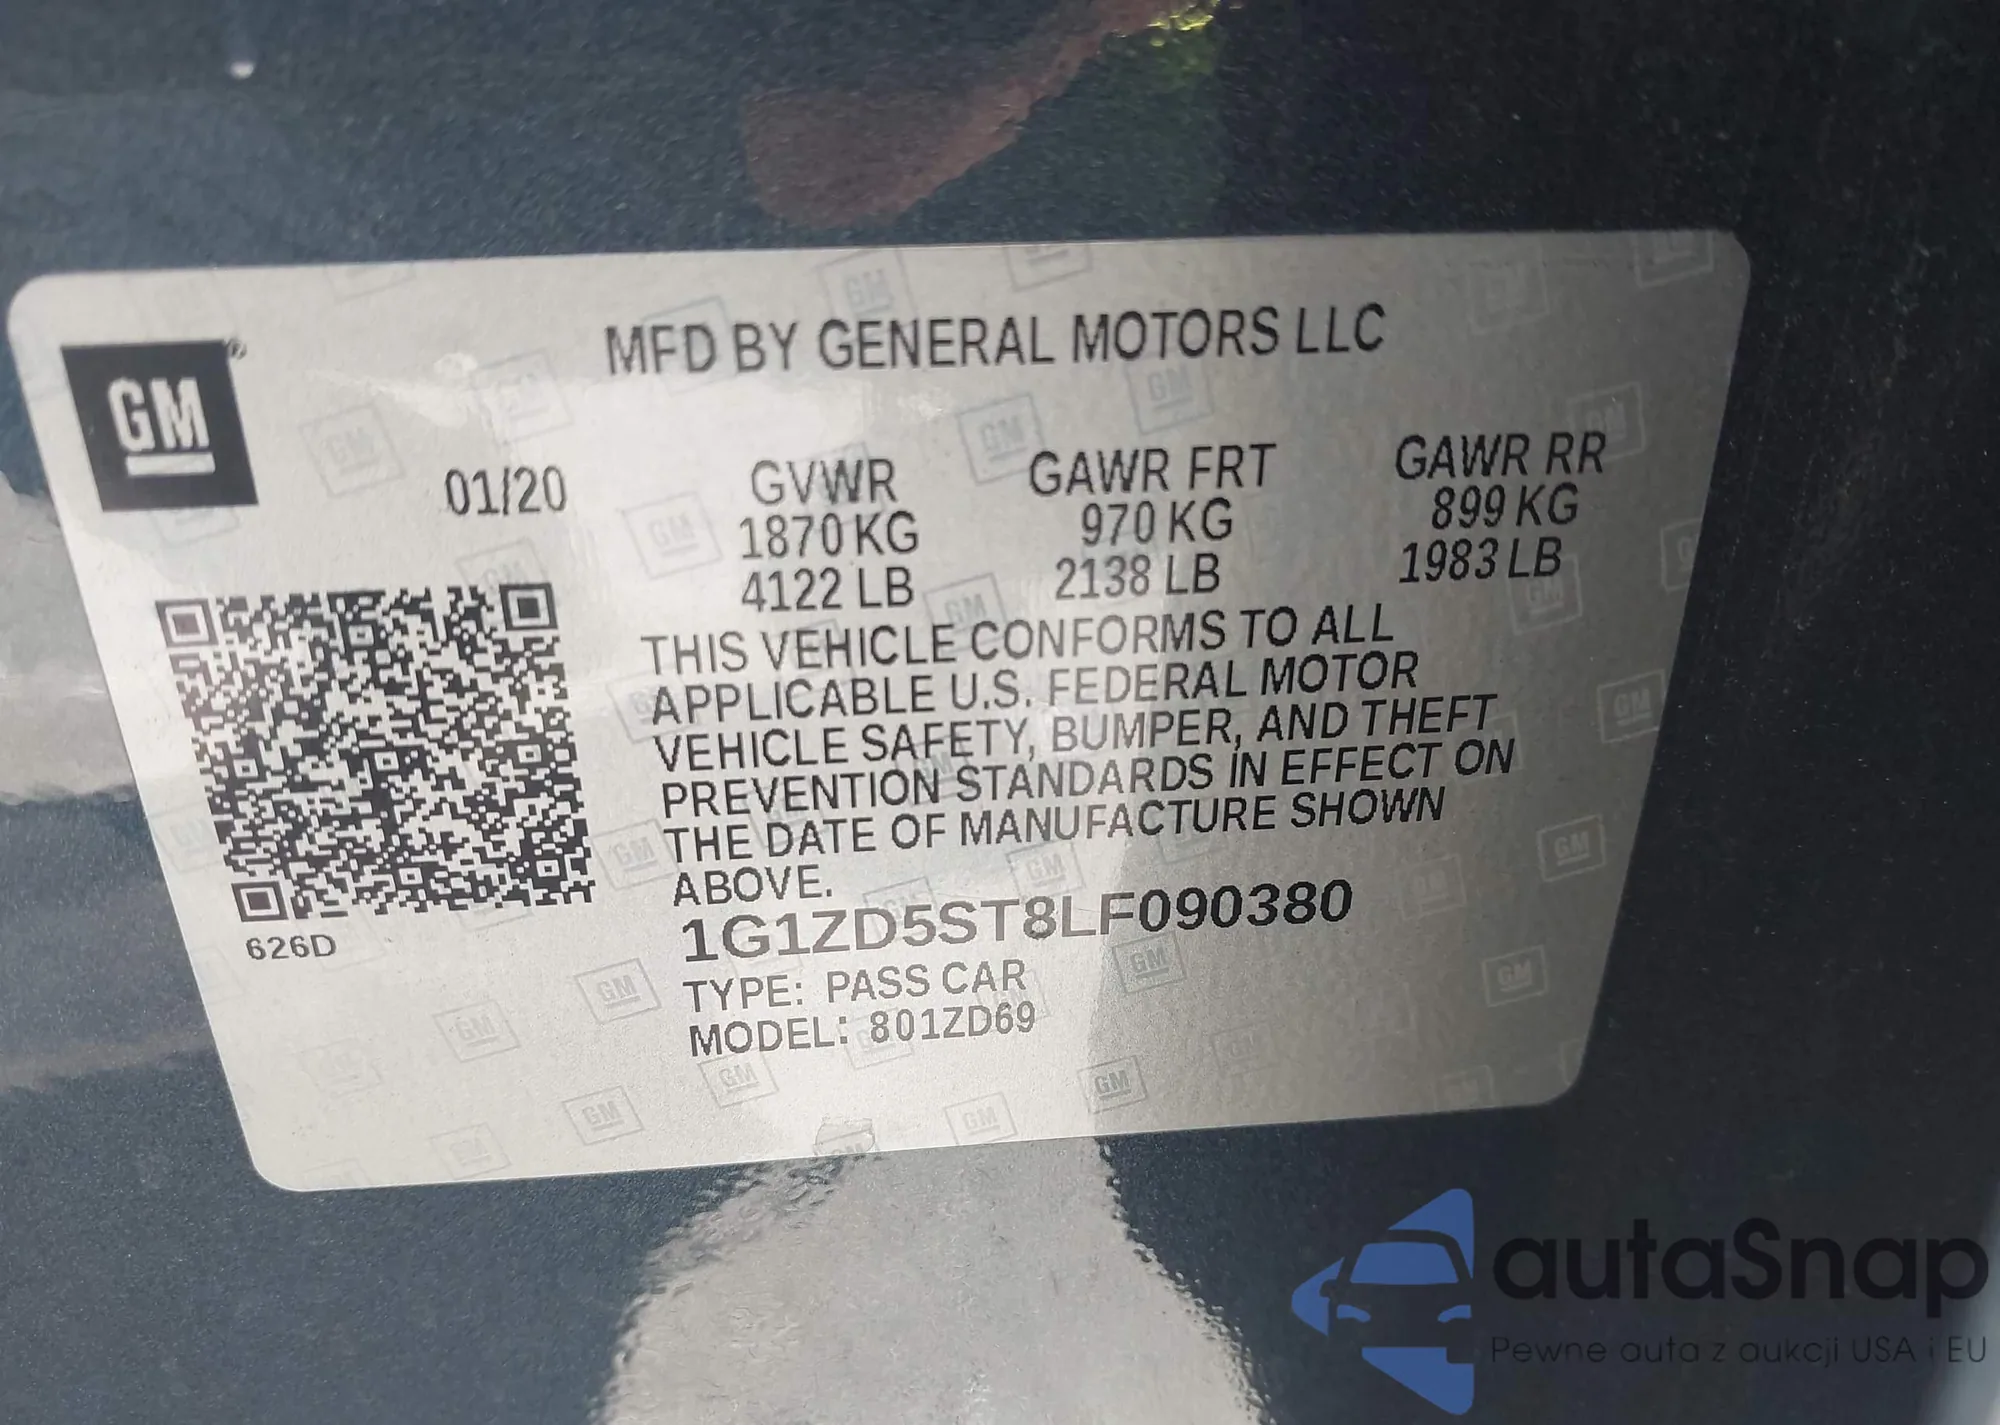 GM
MFD BY GENERAL MOTORS LLC
01/20
GVWR GAWR FRT GAWR RR
1870 KG 970 KG 899 KG
4122 LB 2138 LB 1983 LB
THIS VEHICLE CONFORMS TO ALL
APPLICABLE U.S. FEDERAL MOTOR
VEHICLE SAFETY, BUMPER, AND THEFT
PREVENTION STANDARDS IN EFFECT ON
THE DATE OF MANUFACTURE SHOWN
ABOVE.
1G1ZD5ST8LF090380
626D
TYPE: PASS CAR
MODEL: 801ZD69
autaSnap
Pewne auta z aukcji USA i EU